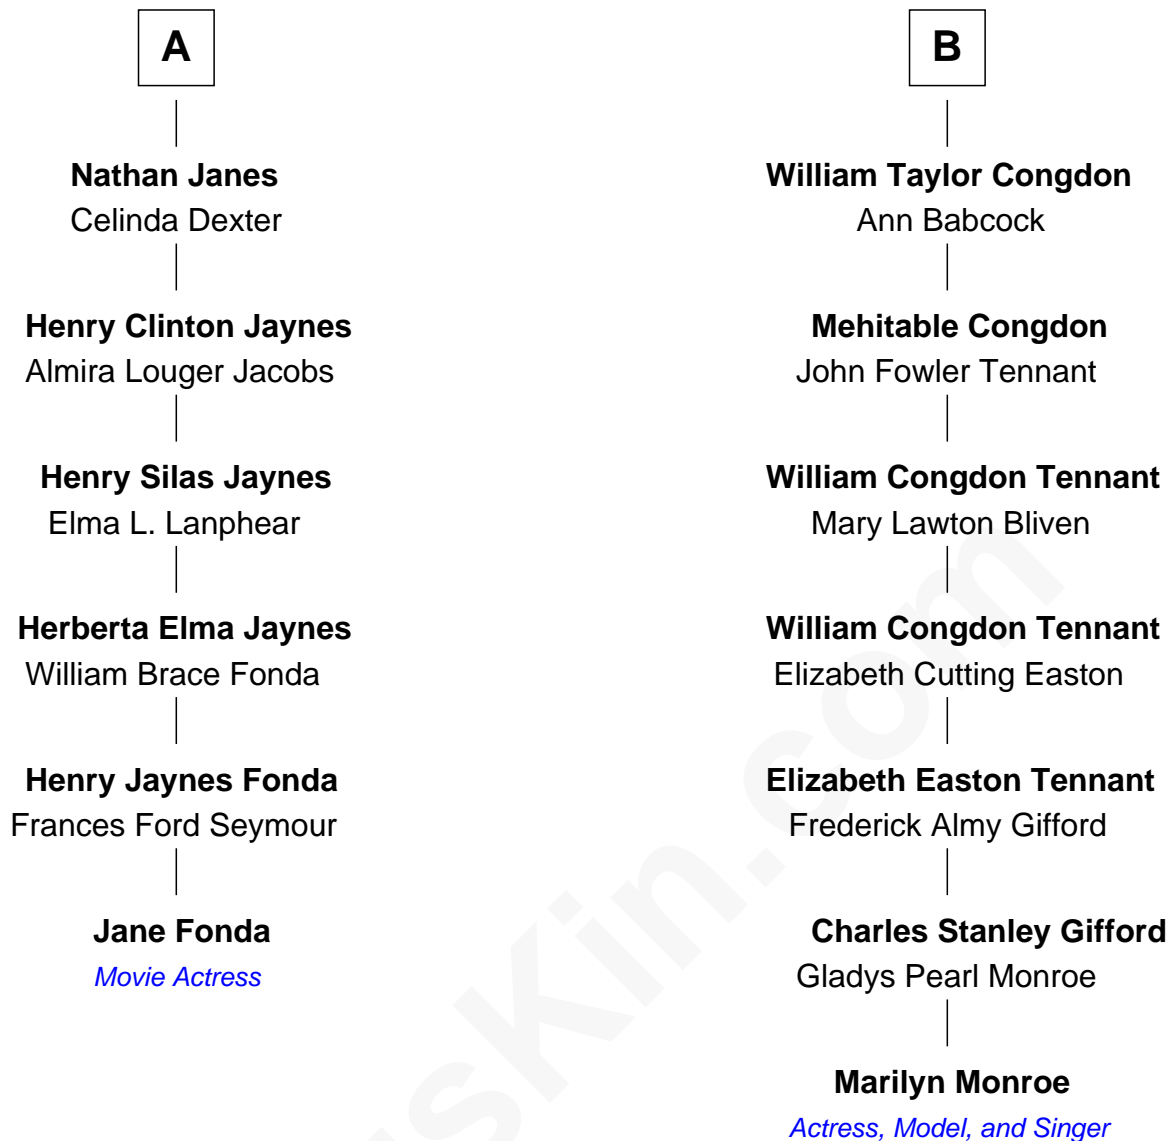 A
Nathan Janes
Celinda Dexter
Henry Clinton Jaynes
Almira Louger Jacobs
Henry Silas Jaynes
Elma L. Lanphear
Herberta Elma Jaynes
William Brace Fonda
Henry Jaynes Fonda
Frances Ford Seymour
Jane Fonda
Movie Actress
B
William Taylor Congdon
Ann Babcock
Mehitable Congdon
John Fowler Tennant
William Congdon Tennant
Mary Lawton Bliven
William Congdon Tennant
Elizabeth Cutting Easton
Elizabeth Easton Tennant
Frederick Almy Gifford
Charles Stanley Gifford
Gladys Pearl Monroe
Marilyn Monroe
Actress, Model, and Singer
sKin.com